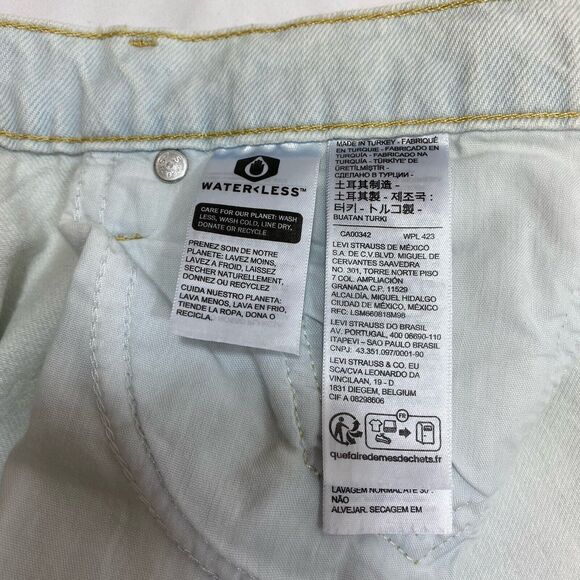 WATER<LESS™
CARE FOR OUR PLANET: WASH
LESS, WASH COLD, LINE DRY,
DONATE OR RECYCLE
PRENEZ SOIN DE NOTRE
PLANETE: LAVEZ MOINS,
LAVEZ A FROID, LAISSEZ
SECHER NATURELLEMENT,
DONNEZ OU RECYCLEZ
CUIDA NUESTRO PLANETA:
LAVA MENOS, LAVA EN FRIO,
TIENDE LA ROPA, DONA O
RECICLA.
MADE IN TURKEY - FABRIQUÉ
EN TURQUIE - FABRICADO EN
TURQUÍA - FABRICADO NA
TURQUIA - TÜRKİYE' DE
ÜRETİLMİŞTİR -
СДЕЛАНО В ТУРЦИИ -
土耳其制造 -
土耳其製 - 제조국 :
터키 - トルコ製 -
BUATAN TURKI
CA00342 WPL 423
LEVI STRAUSS DE MÉXICO
S.A. DE C.V.BLVD. MIGUEL DE
CERVANTES SAAVEDRA
NO. 301, TORRE NORTE PISO
7 COL. AMPLIACIÓN
GRANADA C.P. 11529
ALCALDÍA. MIGUEL HIDALGO
CIUDAD DE MÉXICO, MÉXICO
RFC: LSM660818M98
LEVI STRAUSS DO BRASIL
AV. PORTUGAL, 400 06690-110
ITAPEVI – SAO PAULO BRASIL
CNPJ: 43.351.097/0001-90
LEVI STRAUSS & CO. EU
SCA/CVA LEONARDO DA
VINCILAAN, 19 - D
1831 DIEGEM, BELGIUM
CIF A 08298606
FR
quefairedemesdechets.fr
LAVAGEM NORMAL ATÉ 30°.
NÃO
ALVEJAR. SECAGEM EM